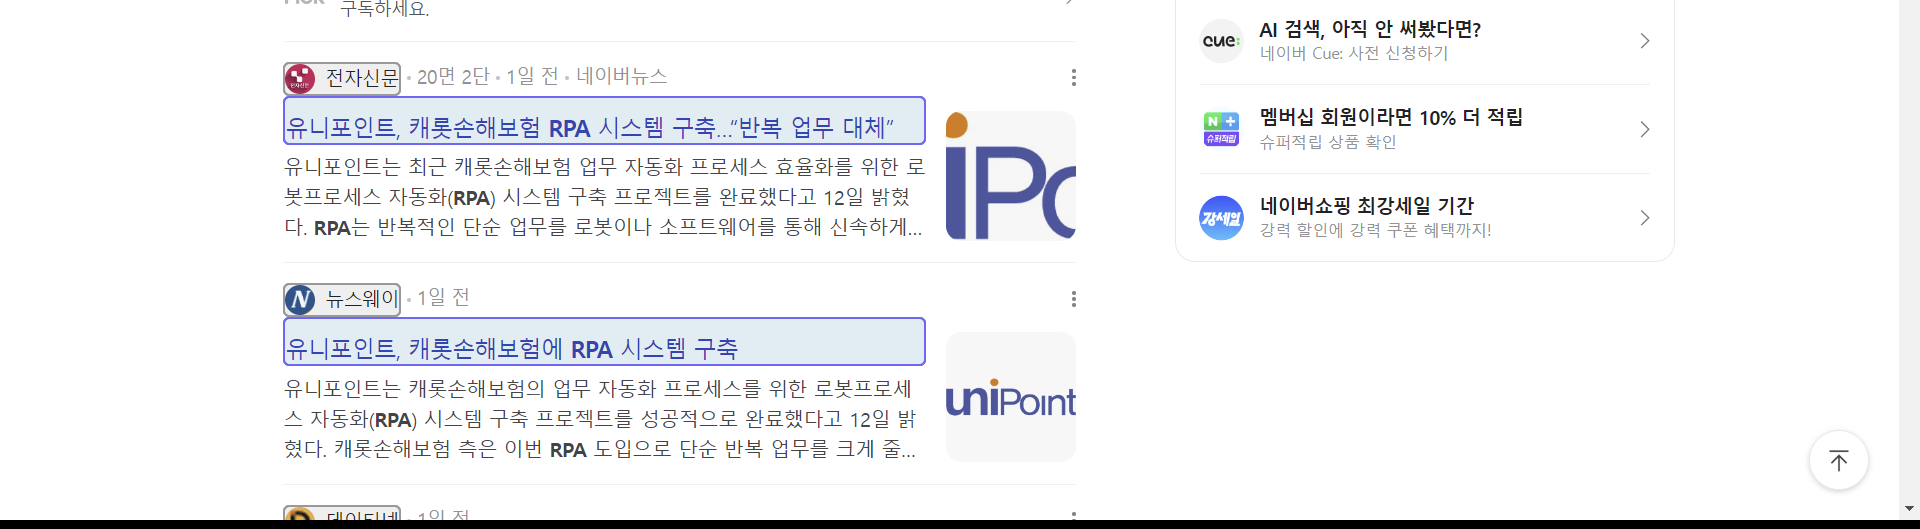 구독하세요.
전자신문 · 20면 2단 · 1일 전 · 네이버뉴스
유니포인트, 캐롯손해보험 RPA 시스템 구축…“반복 업무 대체”
유니포인트는 최근 캐롯손해보험 업무 자동화 프로세스 효율화를 위한 로
봇프로세스 자동화(RPA) 시스템 구축 프로젝트를 완료했다고 12일 밝혔
다. RPA는 반복적인 단순 업무를 로봇이나 소프트웨어를 통해 신속하게...
iPo
뉴스웨이 · 1일 전
유니포인트, 캐롯손해보험에 RPA 시스템 구축
유니포인트는 캐롯손해보험의 업무 자동화 프로세스를 위한 로봇프로세
스 자동화(RPA) 시스템 구축 프로젝트를 성공적으로 완료했다고 12일 밝
혔다. 캐롯손해보험 측은 이번 RPA 도입으로 단순 반복 업무를 크게 줄...
uniPoint
데이터넷 · 1일 전
cue:
AI 검색, 아직 안 써봤다면?
네이버 Cue: 사전 신청하기
N+
슈퍼적립
멤버십 회원이라면 10% 더 적립
슈퍼적립 상품 확인
강세일
네이버쇼핑 최강세일 기간
강력 할인에 강력 쿠폰 혜택까지!